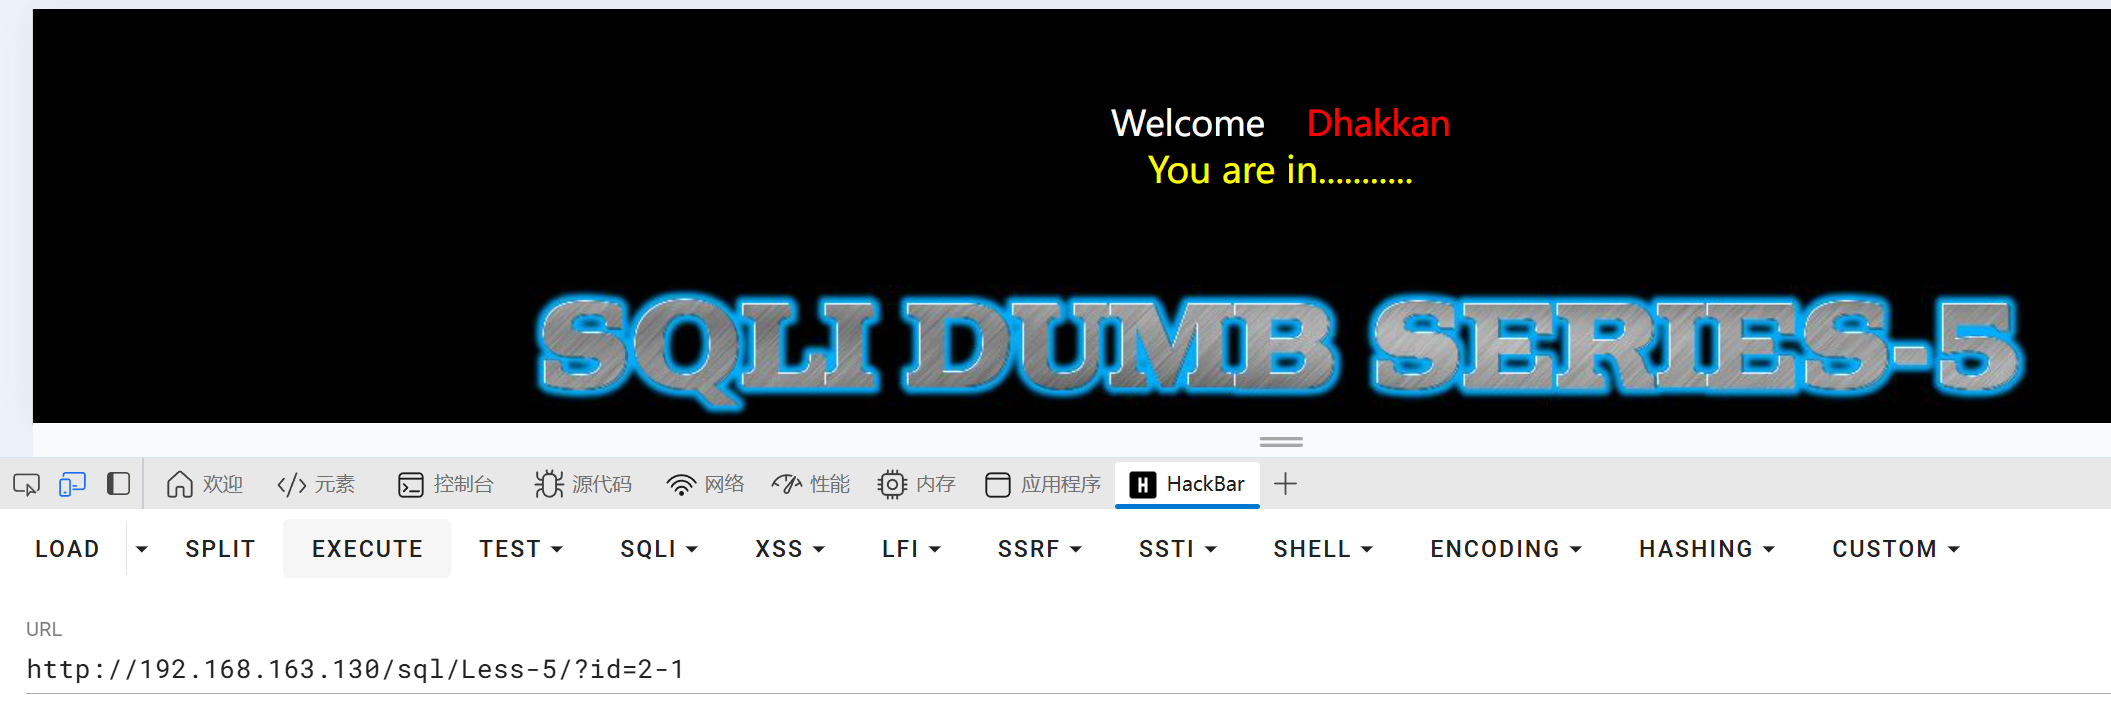 Welcome Dhakkan
You are in...........
SQLI DUMB SERIES-5
欢迎 元素 控制台 源代码 网络 性能 内存 应用程序 HackBar
LOAD SPLIT EXECUTE TEST SQLI XSS LFI SSRF SSTI SHELL ENCODING HASHING CUSTOM
URL
http://192.168.163.130/sql/Less-5/?id=2-1